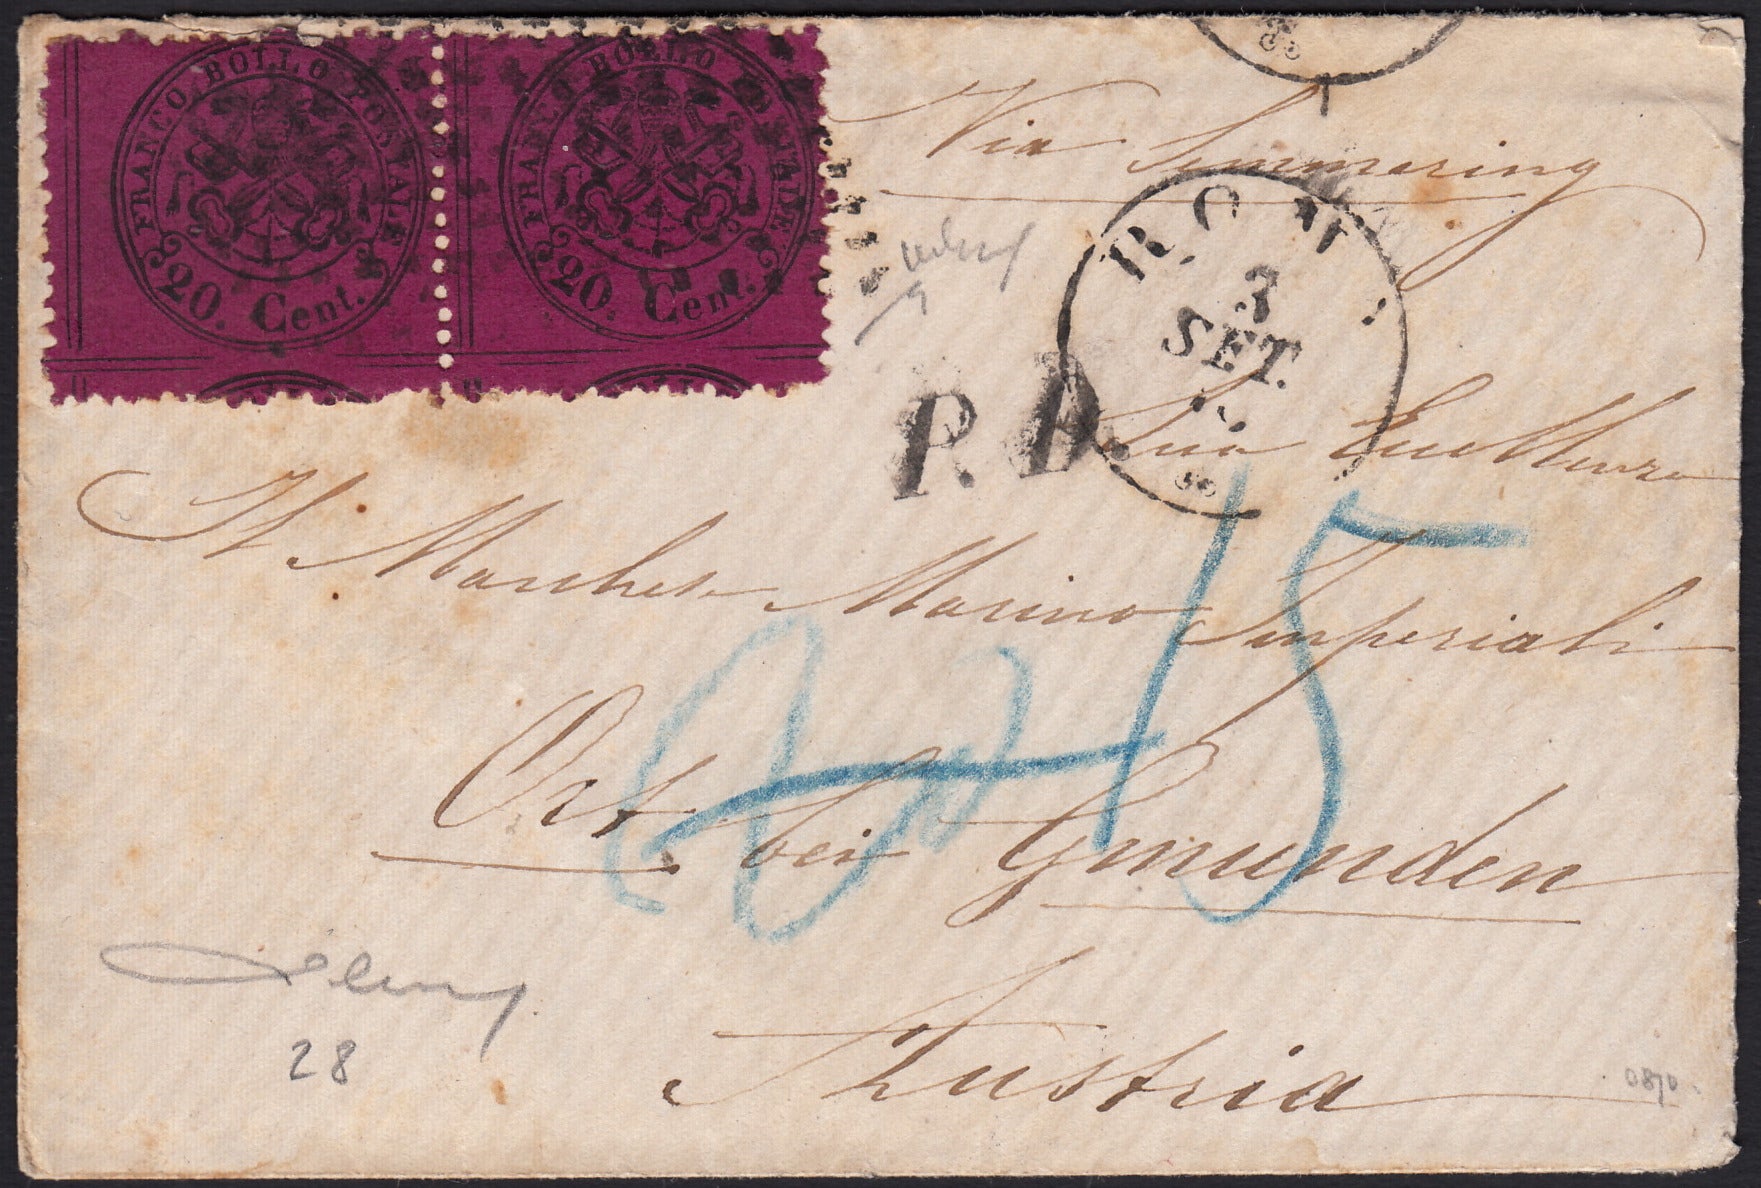 FRANCO BOLLO POSTALE
20. Cent.
FRANCO BOLLO POSTALE
20. Cent.
Via Semmering
ROMA
3
SET.
P.D.
Sua Eccellenza
Il Marchese Marino Imperiali
Ort bei Gmunden
Austria
15
28